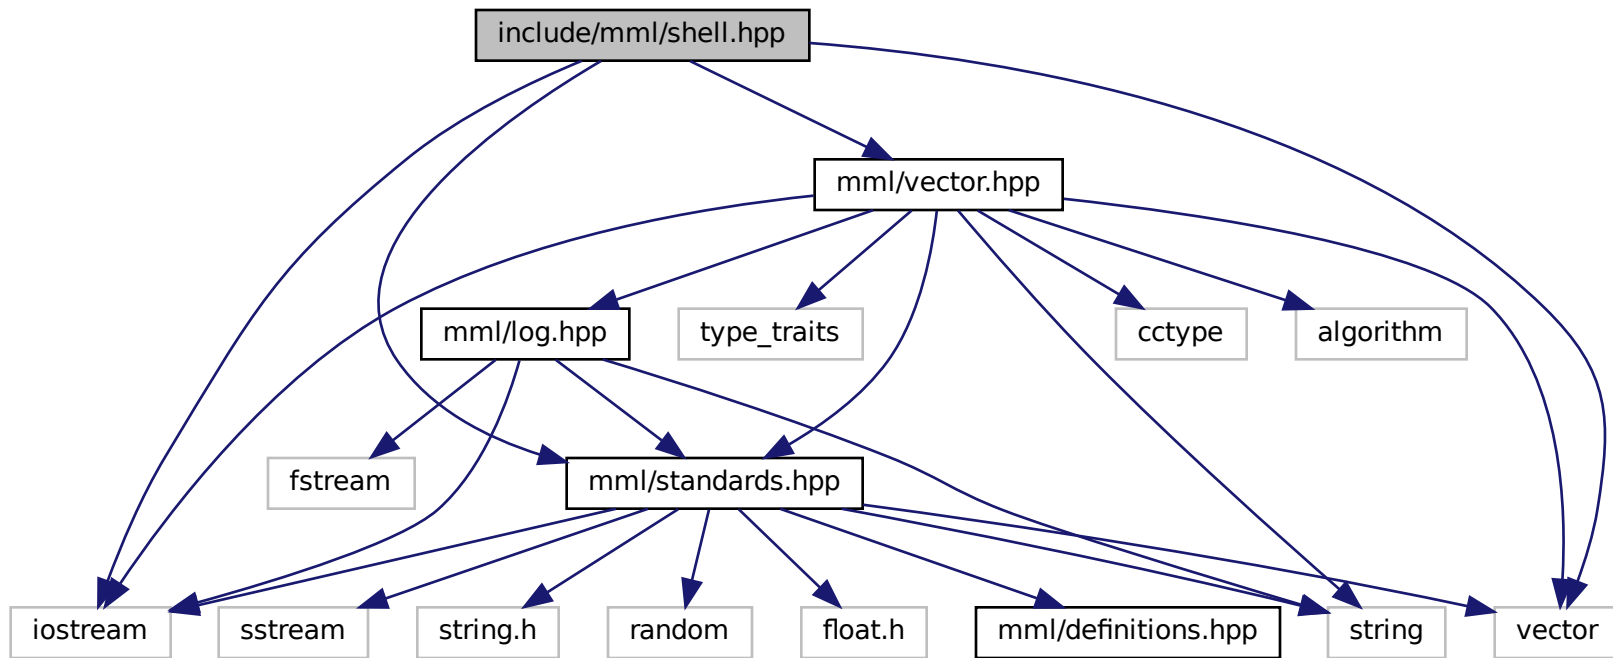 include/mml/shell.hpp
mml/vector.hpp
mml/log.hpp
type_traits
cctype
algorithm
fstream
mml/standards.hpp
iostream
sstream
string.h
random
float.h
mml/definitions.hpp
string
vector